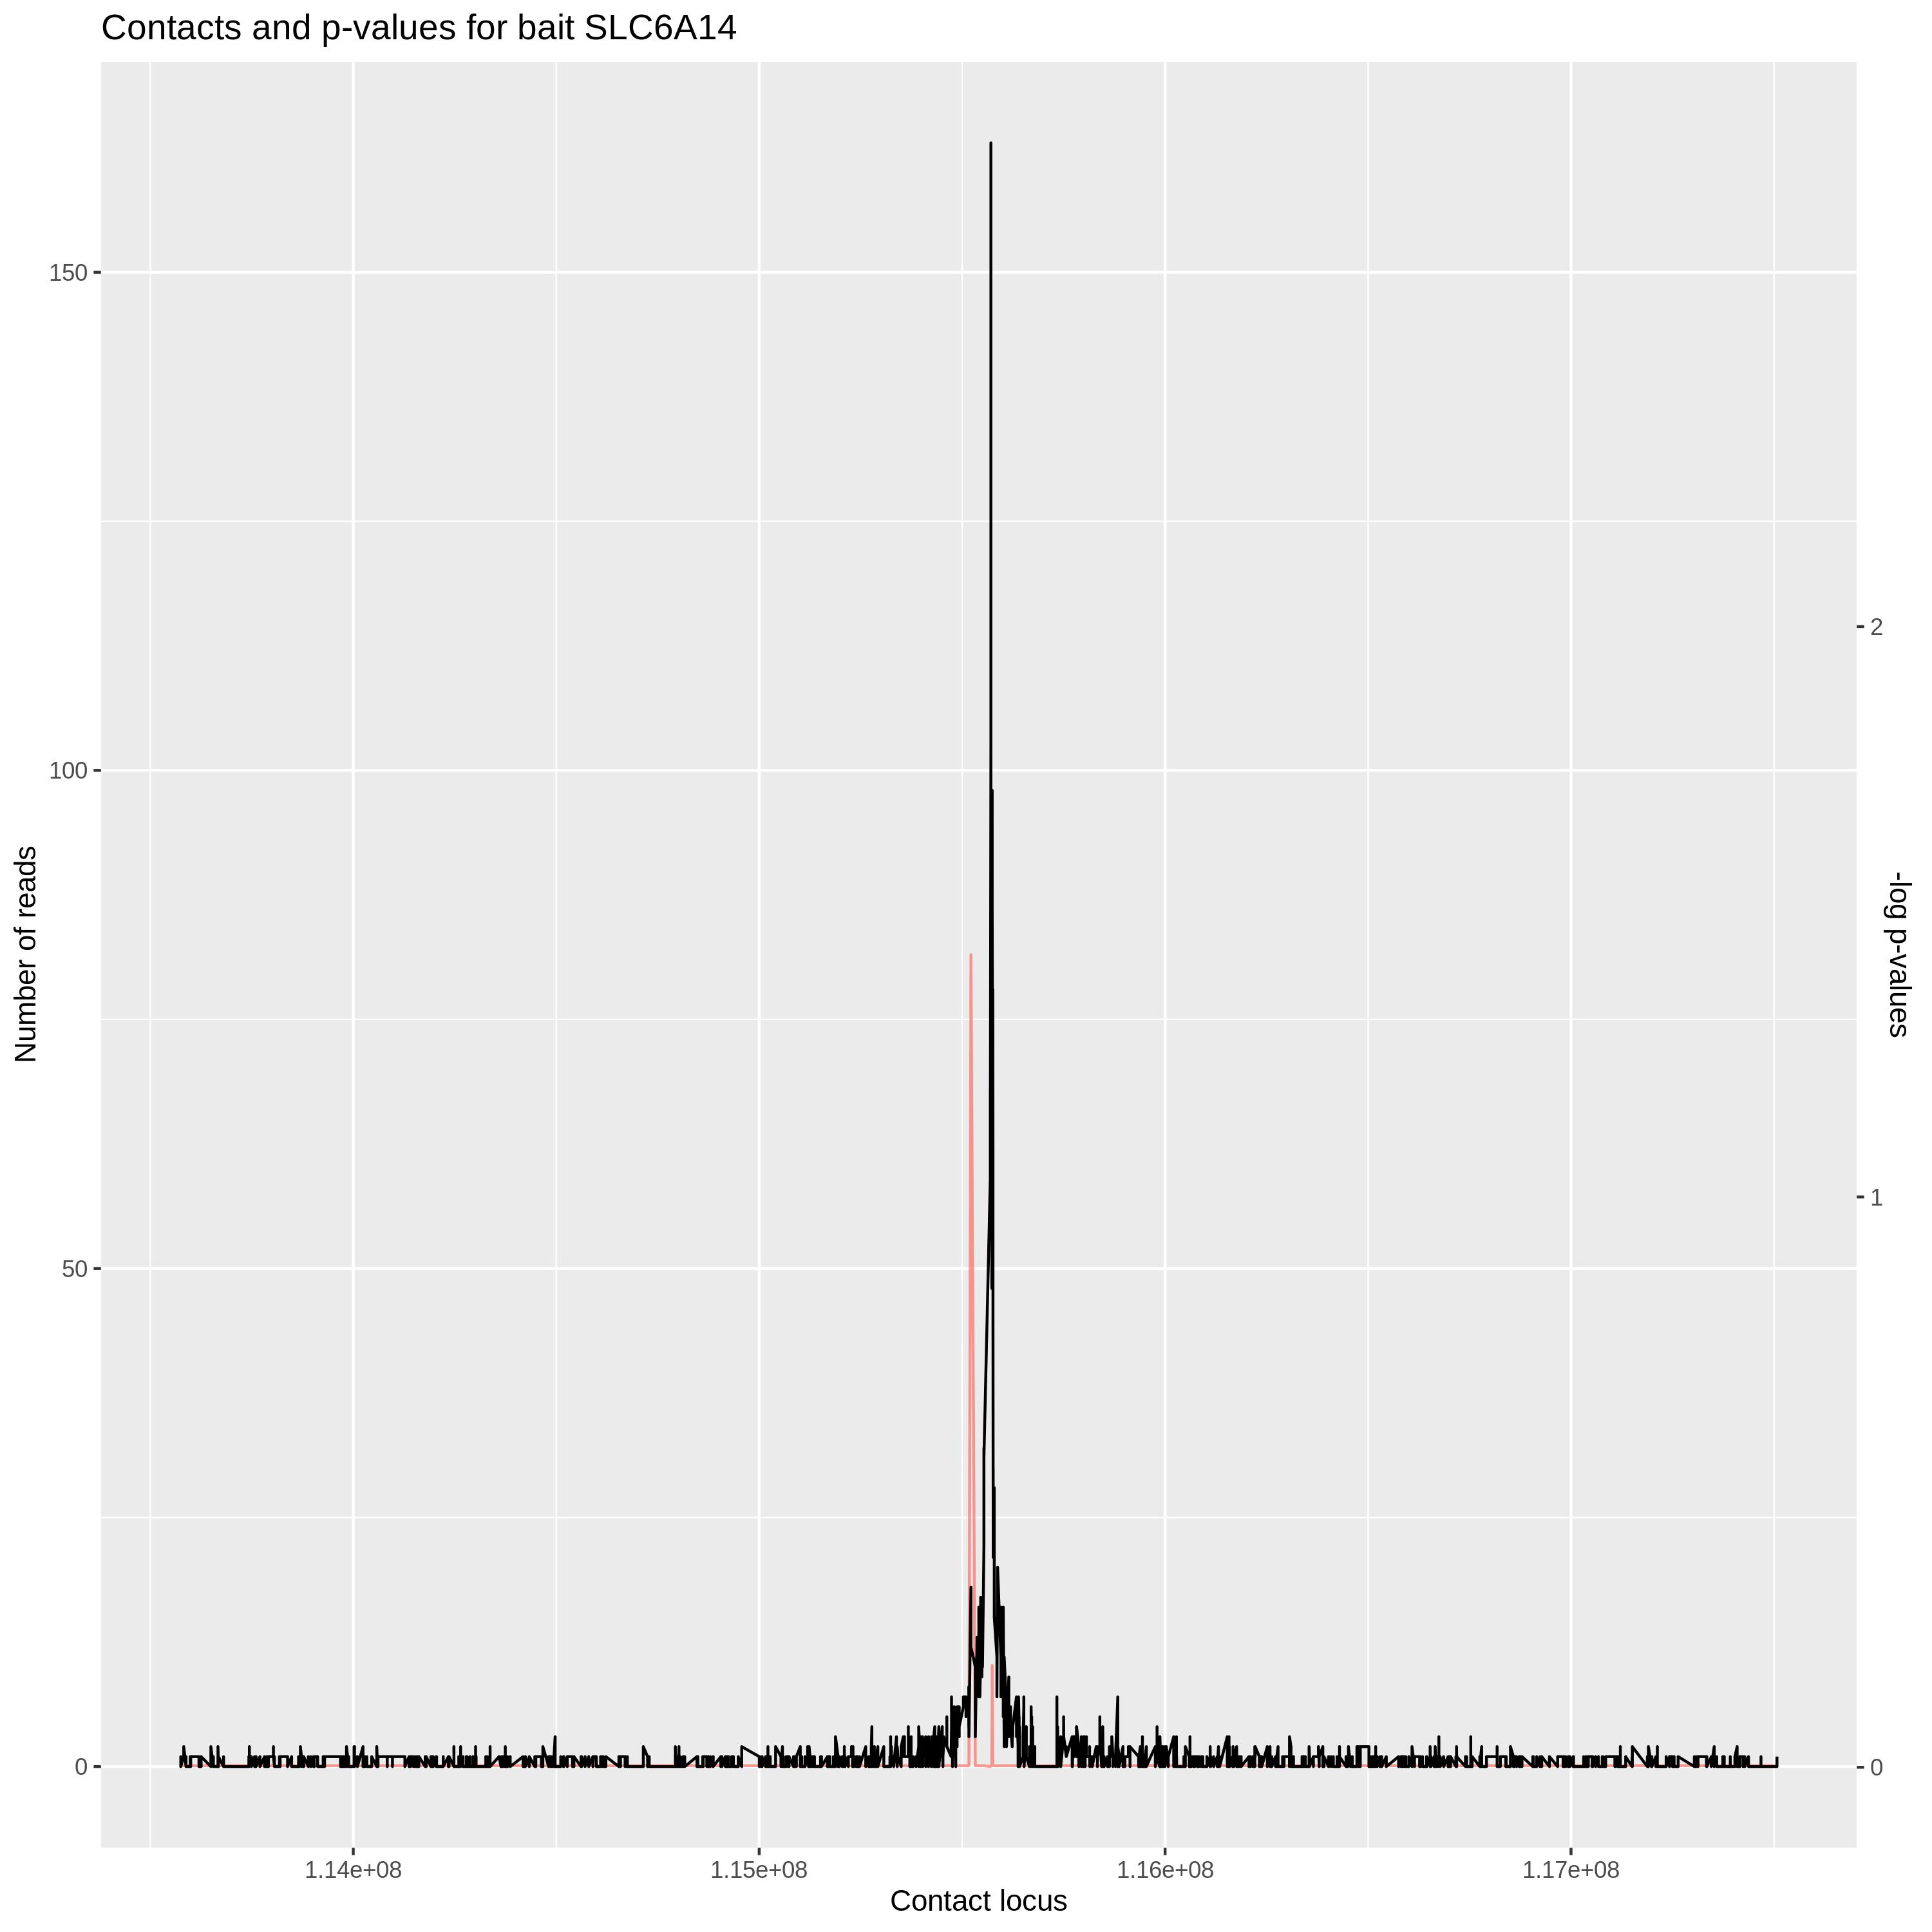 Contacts and p-values for bait SLC6A14
150
100
50
0
Number of reads
2
1
0
-log p-values
1.14e+08
1.15e+08
1.16e+08
1.17e+08
Contact locus